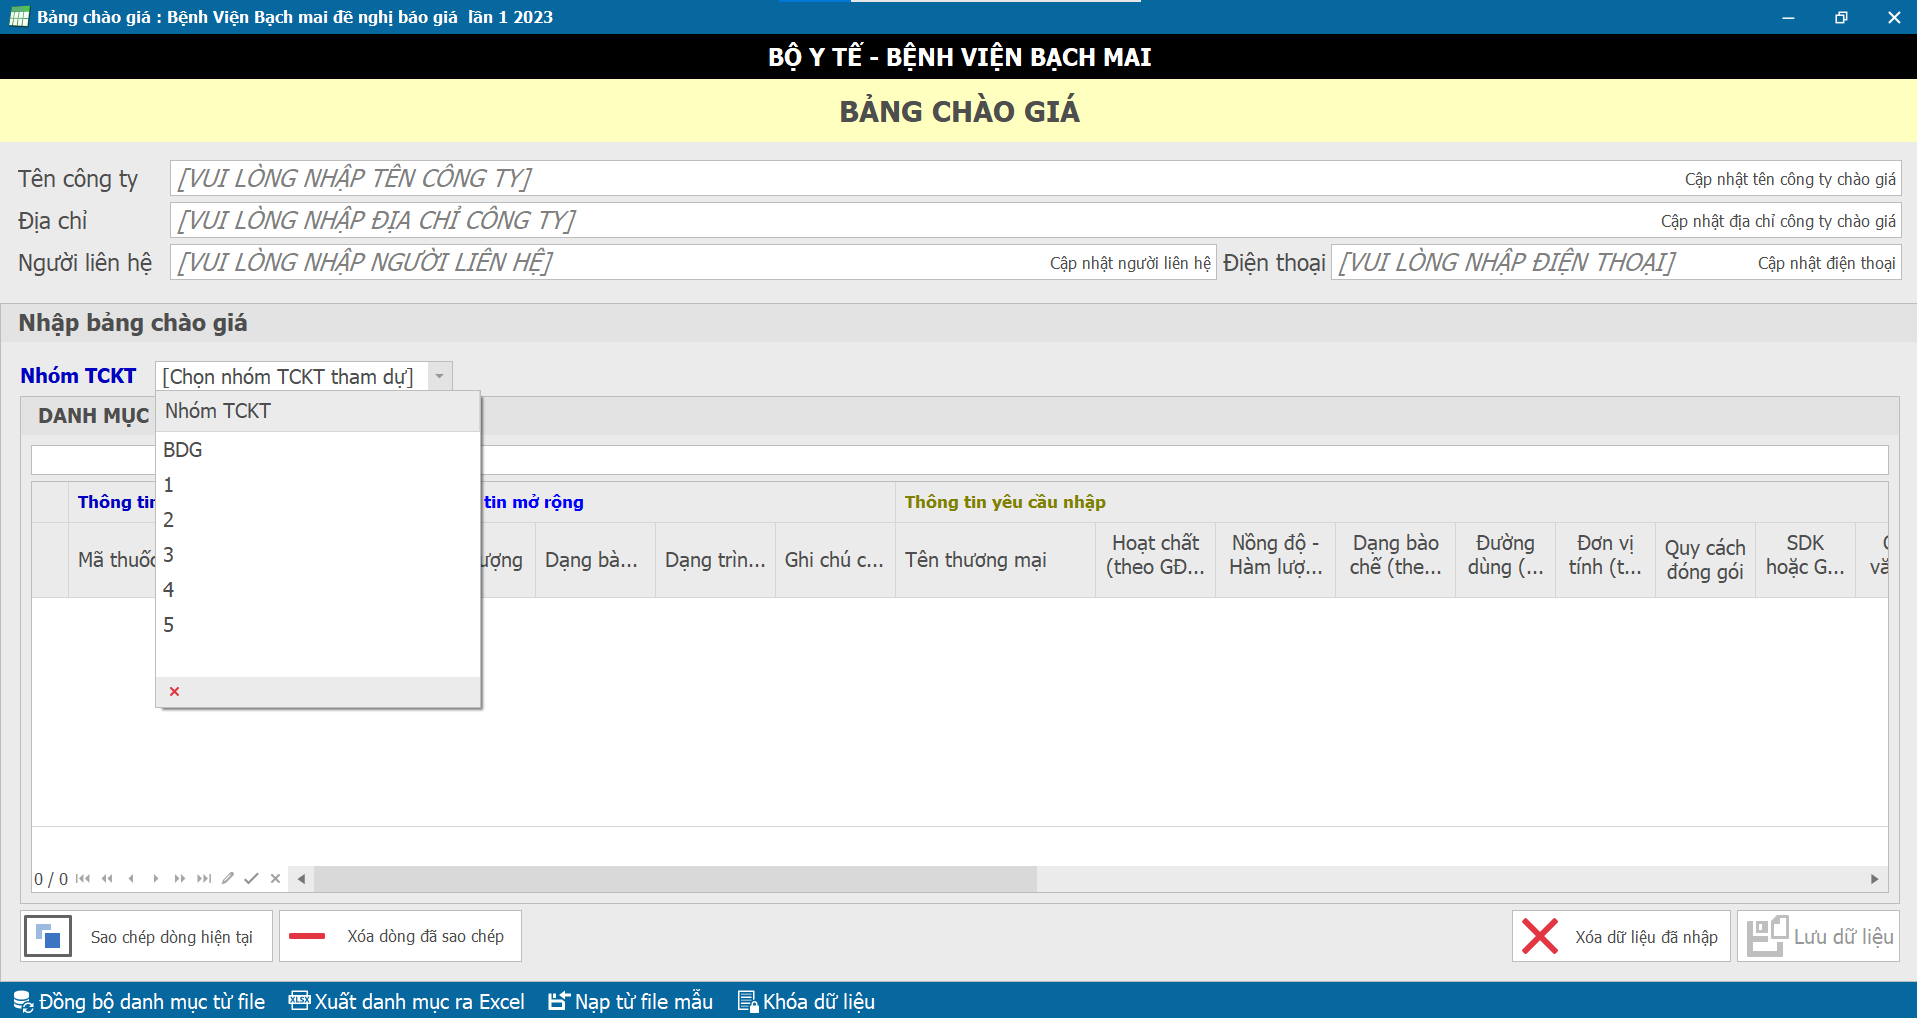 Bảng chào giá : Bệnh Viện Bạch mai đề nghị báo giá lần 1 2023
BỘ Y TẾ - BỆNH VIỆN BẠCH MAI
BẢNG CHÀO GIÁ
Tên công ty [VUI LÒNG NHẬP TÊN CÔNG TY] Cập nhật tên công ty chào giá
Địa chỉ [VUI LÒNG NHẬP ĐỊA CHỈ CÔNG TY] Cập nhật địa chỉ công ty chào giá
Người liên hệ [VUI LÒNG NHẬP NGƯỜI LIÊN HỆ] Cập nhật người liên hệ Điện thoại [VUI LÒNG NHẬP ĐIỆN THOẠI] Cập nhật điện thoại
Nhập bảng chào giá
Nhóm TCKT [Chọn nhóm TCKT tham dự]
Nhóm TCKT
BDG
1
2
3
4
5
DANH MỤC
Thông tin tin mở rộng Thông tin yêu cầu nhập
Mã thuốc ượng Dạng bà... Dạng trìn... Ghi chú c... Tên thương mại
Hoạt chất
(theo GĐ...
Nồng độ -
Hàm lượ...
Dạng bào
chế (the...
Đường
dùng (...
Đơn vị
tính (t...
Quy cách
đóng gói
SDK
hoặc G...
vă
0 / 0
Sao chép dòng hiện tại Xóa dòng đã sao chép Xóa dữ liệu đã nhập Lưu dữ liệu
Đồng bộ danh mục từ file XLSX Xuất danh mục ra Excel Nạp từ file mẫu Khóa dữ liệu